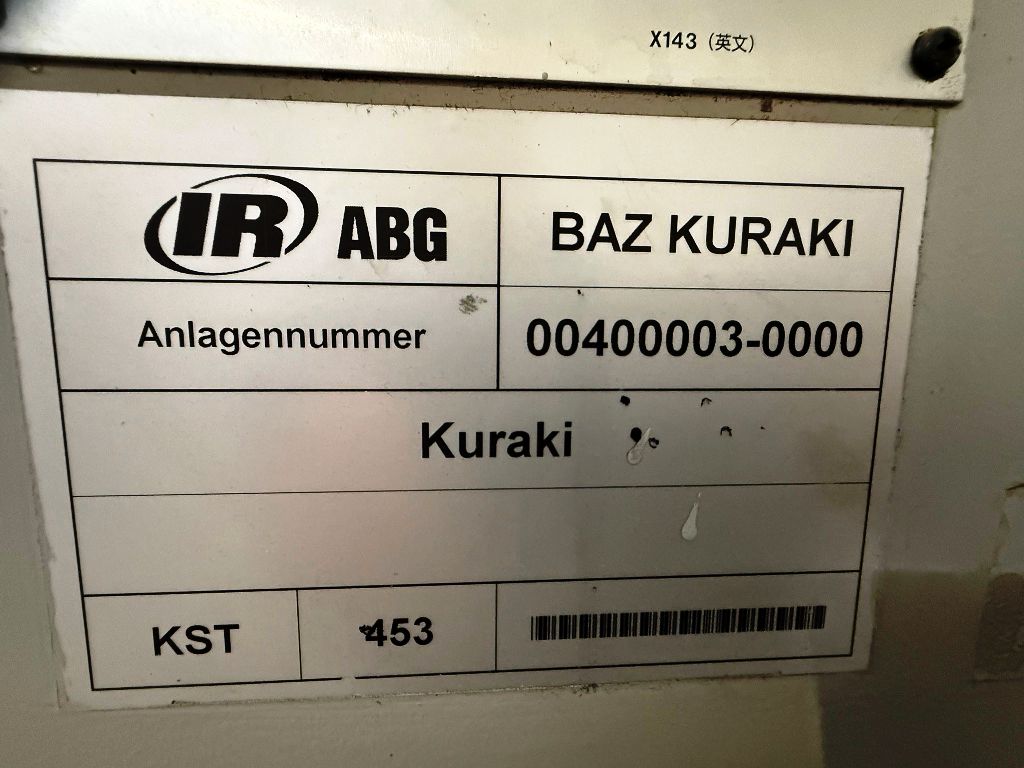 X143 (英文)
IR ABG
BAZ KURAKI
Anlagennummer
00400003-0000
Kuraki
KST
453